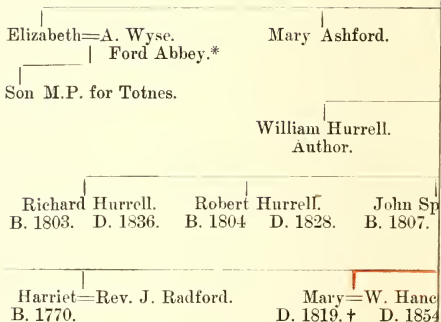 Elizabeth=A. Wyse. Mary Ashford.
Ford Abbey.*
Son M.P. for Totnes.
William Hurrell.
Author.
Richard Hurrell. Robert Hurrell. John Sp
B. 1803. D. 1836. B. 1804 D. 1828. B. 1807.
Harriet=Rev. J. Radford. Mary=W. Hanc
B. 1770. D. 1819.† D. 1854